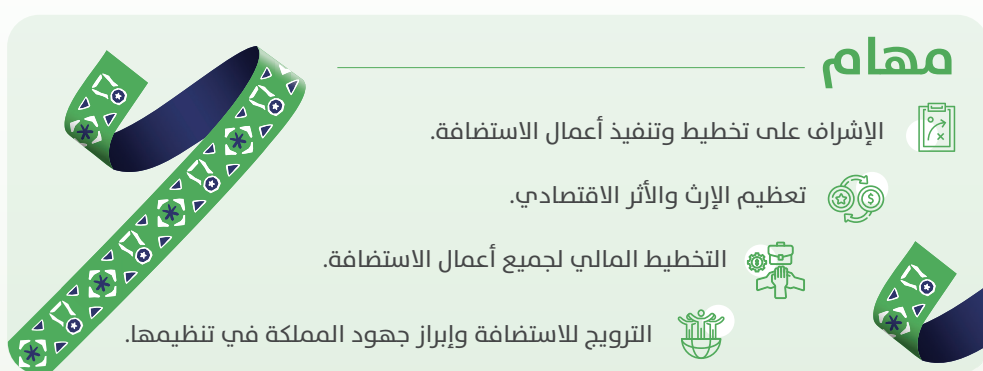 مهام
الإشراف على تخطيط وتنفيذ أعمال الاستضافة.
تعظيم الإرث والأثر الاقتصادي.
التخطيط المالي لجميع أعمال الاستضافة.
الترويج للاستضافة وإبراز جهود المملكة في تنظيمها.